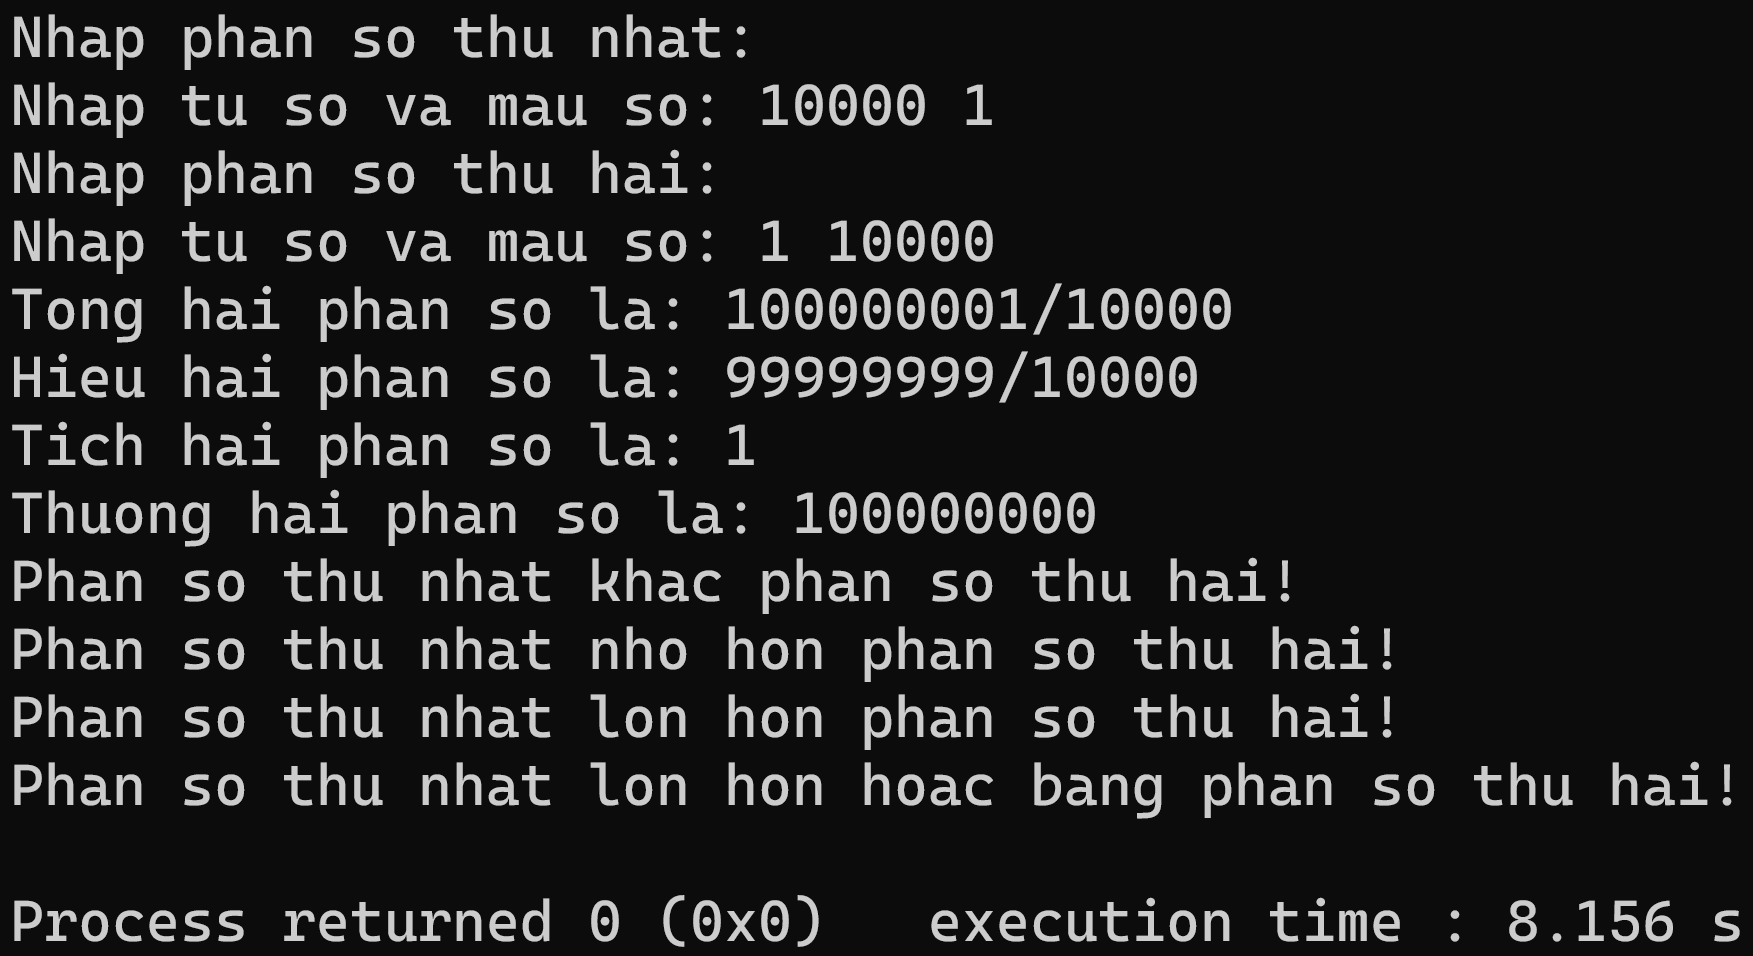 Nhap phan so thu nhat:
Nhap tu so va mau so: 10000 1
Nhap phan so thu hai:
Nhap tu so va mau so: 1 10000
Tong hai phan so la: 100000001/10000
Hieu hai phan so la: 99999999/10000
Tich hai phan so la: 1
Thuong hai phan so la: 100000000
Phan so thu nhat khac phan so thu hai!
Phan so thu nhat nho hon phan so thu hai!
Phan so thu nhat lon hon phan so thu hai!
Phan so thu nhat lon hon hoac bang phan so thu hai!
Process returned 0 (0x0)   execution time : 8.156 s